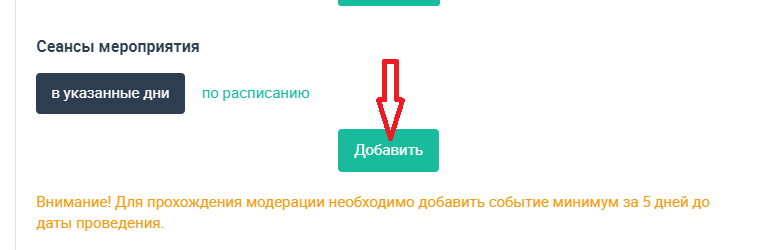 Сеансы мероприятия
в указанные дни по расписанию
Добавить
Внимание! Для прохождения модерации необходимо добавить событие минимум за 5 дней до
даты проведения.